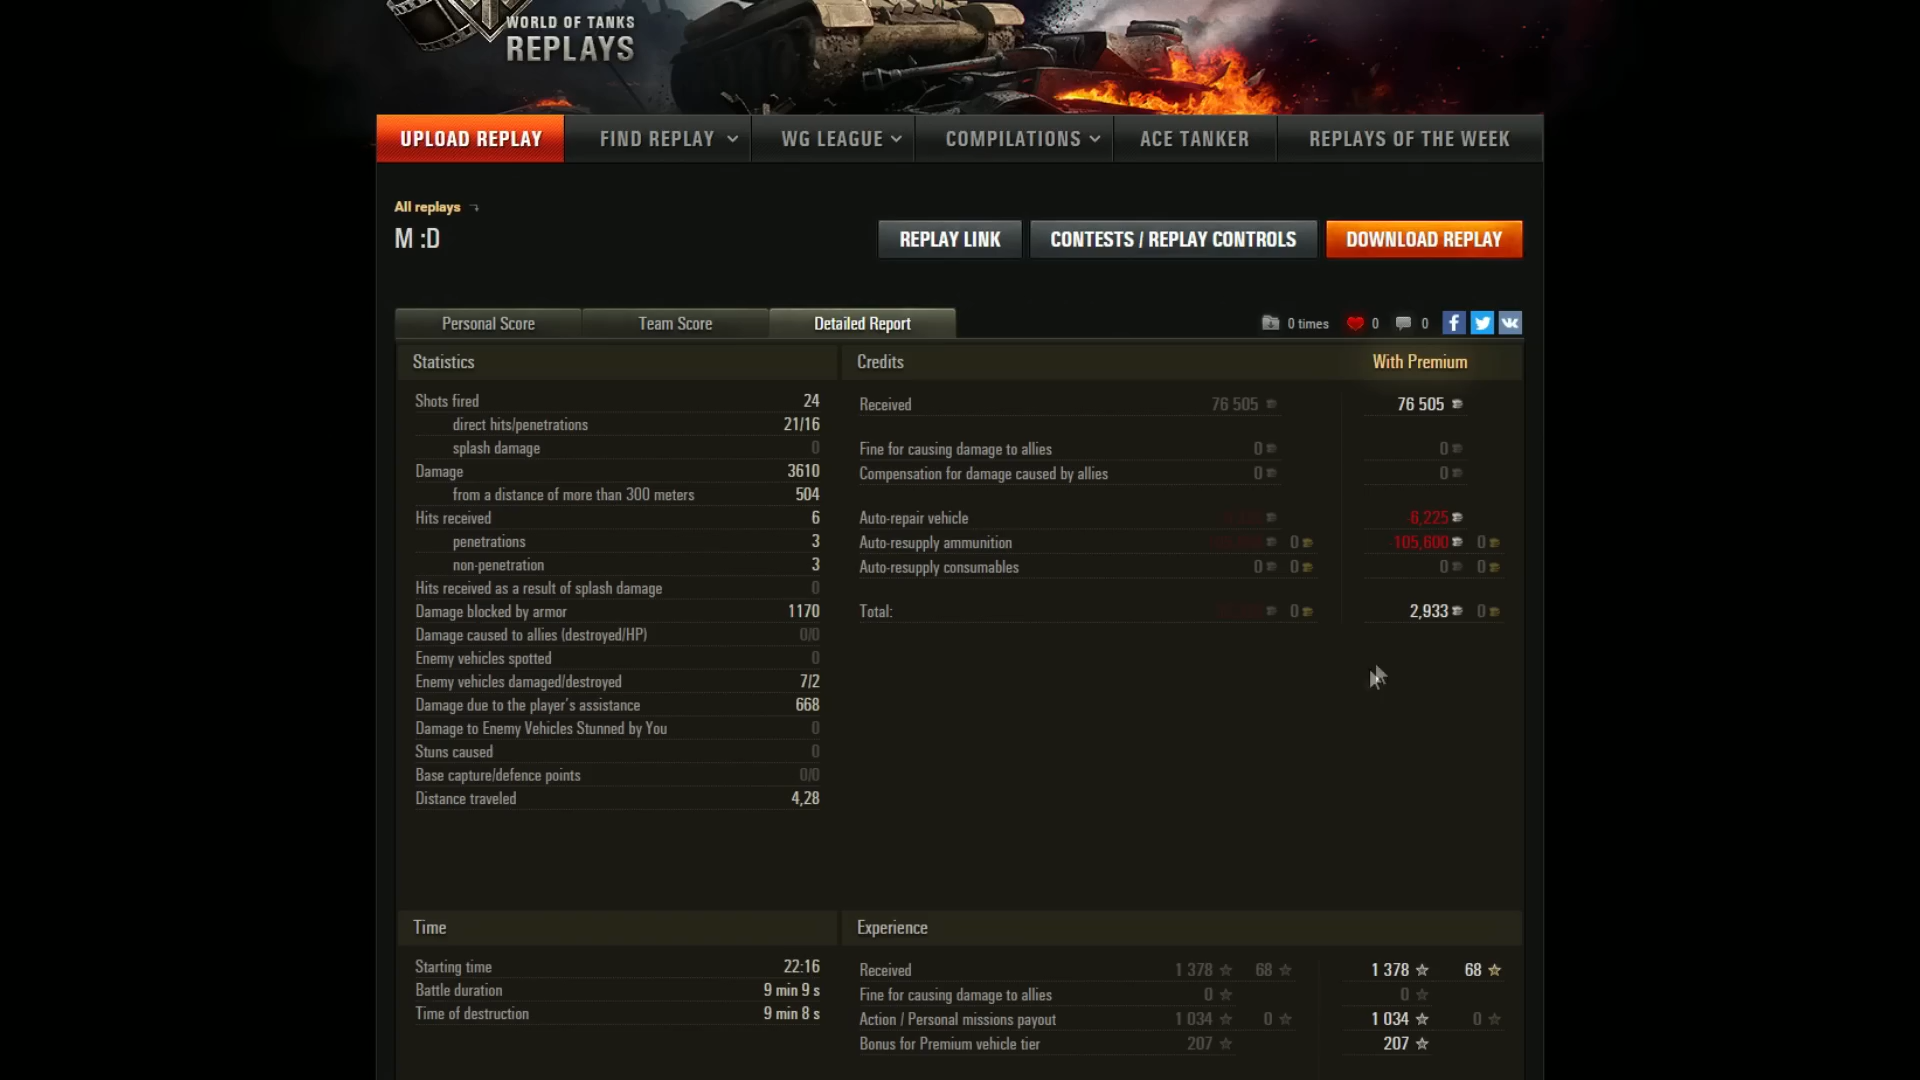 WORLD OF TANKS
REPLAYS
UPLOAD REPLAY FIND REPLAY WG LEAGUE COMPILATIONS ACE TANKER REPLAYS OF THE WEEK
All replays
M :D
REPLAY LINK CONTESTS / REPLAY CONTROLS DOWNLOAD REPLAY
Personal Score Team Score Detailed Report 0 times 0 0
Statistics
Shots fired 24
direct hits/penetrations 21/16
splash damage 0
Damage 3610
from a distance of more than 300 meters 504
Hits received 6
penetrations 3
non-penetration 3
Hits received as a result of splash damage 0
Damage blocked by armor 1170
Damage caused to allies (destroyed/HP) 0/0
Enemy vehicles spotted 0
Enemy vehicles damaged/destroyed 7/2
Damage due to the player's assistance 668
Damage to Enemy Vehicles Stunned by You 0
Stuns caused 0
Base capture/defence points 0/0
Distance traveled 4,28
Credits With Premium
Received 76 505 76 505
Fine for causing damage to allies 0 0
Compensation for damage caused by allies 0 0
Auto-repair vehicle -6,225
Auto-resupply ammunition 0 -105,600 0
Auto-resupply consumables 0 0 0 0
Total: 0 2,933 0
Time
Starting time 22:16
Battle duration 9 min 9 s
Time of destruction 9 min 8 s
Experience
Received 1 378 68 1 378 68
Fine for causing damage to allies 0 0
Action / Personal missions payout 1 034 0 1 034 0
Bonus for Premium vehicle tier 207 207